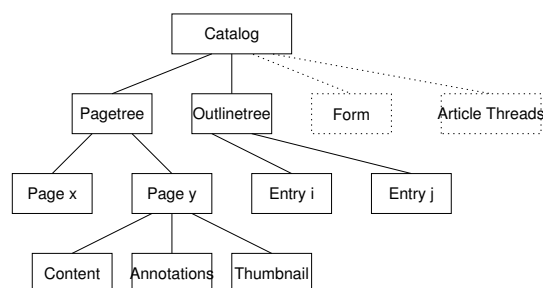 Catalog
Pagetree
Outlinetree
Form
Article Threads
Page x
Page y
Entry i
Entry j
Content
Annotations
Thumbnail